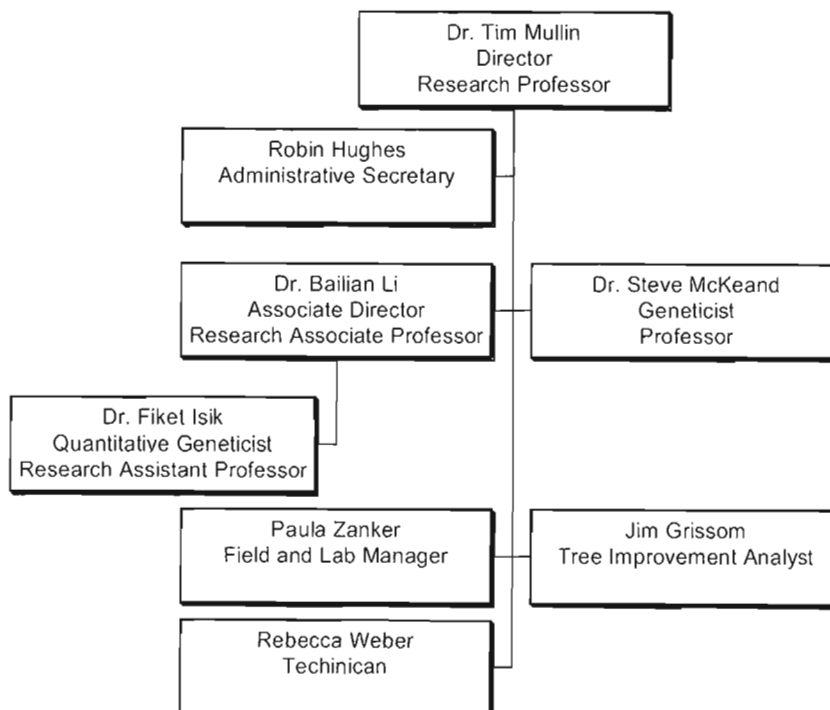 Dr. Tim Mullin
Director
Research Professor
Robin Hughes
Administrative Secretary
Dr. Bailian Li
Associate Director
Research Associate Professor
Dr. Steve McKeand
Geneticist
Professor
Dr. Fiket Isik
Quantitative Geneticist
Research Assistant Professor
Paula Zanker
Field and Lab Manager
Jim Grissom
Tree Improvement Analyst
Rebecca Weber
Techinican